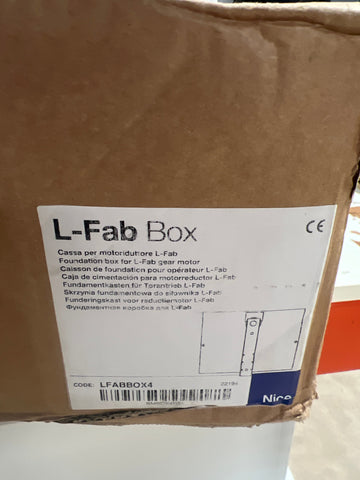 L-Fab Box
CE
Cassa per motoriduttore L-Fab
Foundation box for L-Fab gear motor
Caisson de foundation pour opérateur L-Fab
Caja de cimentación para motorreductor L-Fab
Fundamentkasten für Torantrieb L-Fab
Skrzynia fundamentowa do siłownika L-Fab
Funderingskast voor reductiemotor L-Fab
Фундаментная коробка для L-Fab
CODE: LFABBOX4
Nice